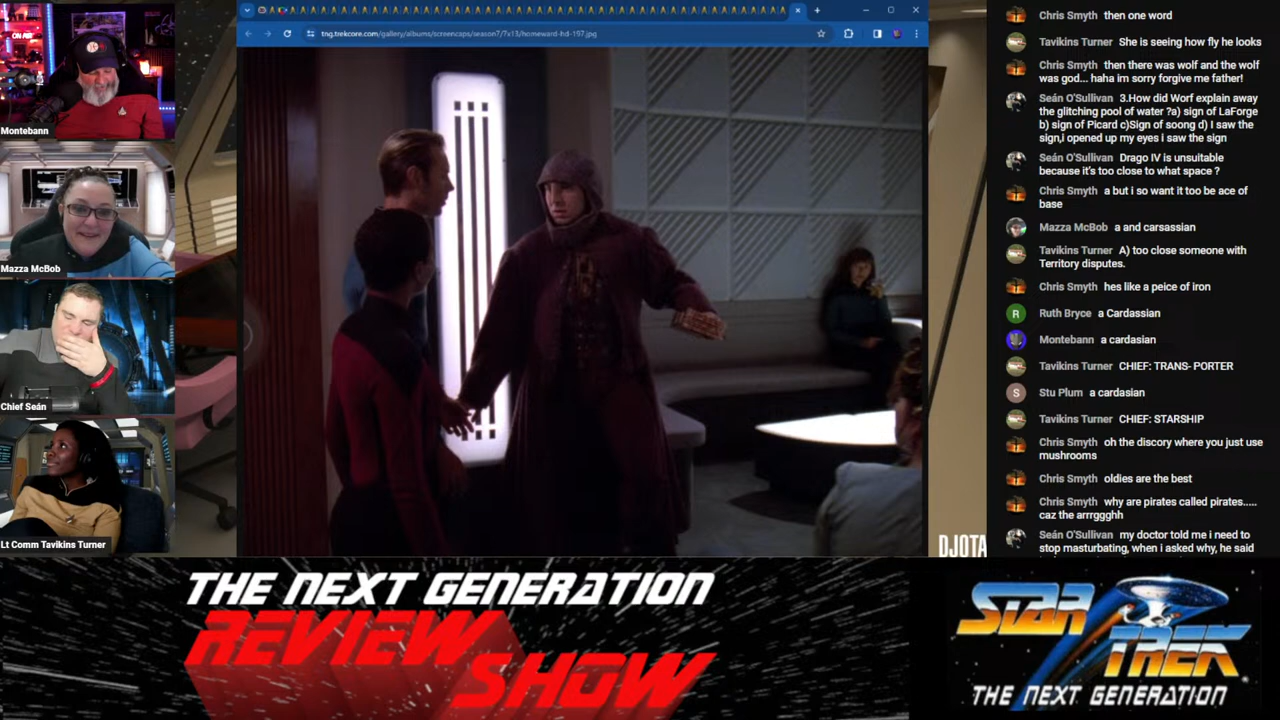 tng.trekcore.com/gallery/albums/screencaps/season7/7x13/homeward-hd-197.jpg
ON AIR
Montebann
Mazza McBob
Chief Seán
Lt Comm Tavikins Turner
Chris Smyth then one word
Tavikins Turner She is seeing how fly he looks
Chris Smyth then there was wolf and the wolf
was god... haha im sorry forgive me father!
Seán O'Sullivan 3.How did Worf explain away
the glitching pool of water ?a) sign of LaForge
b) sign of Picard c)Sign of soong d) I saw the
sign,i opened up my eyes i saw the sign
Seán O'Sullivan Drago IV is unsuitable
because it's too close to what space ?
Chris Smyth a but i so want it too be ace of
base
Mazza McBob a and carsassian
Tavikins Turner A) too close someone with
Territory disputes.
Chris Smyth hes like a peice of iron
R Ruth Bryce a Cardassian
Montebann a cardasian
Tavikins Turner CHIEF: TRANS- PORTER
S Stu Plum a cardasian
Tavikins Turner CHIEF: STARSHIP
Chris Smyth oh the discory where you just use
mushrooms
Chris Smyth oldies are the best
Chris Smyth why are pirates called pirates.....
caz the arrrggghh
Seán O'Sullivan my doctor told me i need to
stop masturbating, when i asked why, he said
DJOTA
THE NEXT GENERATION
REVIEW
SHOW
STAR
TREK
THE NEXT GENERATION